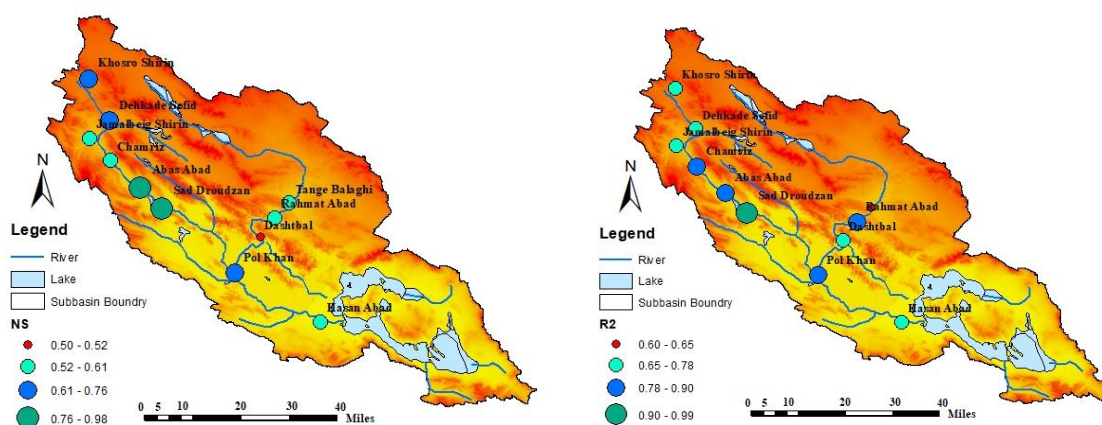 Khosro Shirin
Dehkade Sefid
Jamalbeig Shirin
Chamriz
Abas Abad
Sad Droudzan
Tange Balaghi
Rahmat Abad
Dashtbal
Pol Khan
Hasan Abad
N
Legend
River
Lake
Subbasin Boundry
NS
0.50 - 0.52
0.52 - 0.61
0.61 - 0.76
0.76 - 0.98
0 5 10 20 30 40
Miles
Khosro Shirin
Dehkade Sefid
Jamalbeig Shirin
Chamriz
Abas Abad
Sad Droudzan
Rahmat Abad
Dashtbal
Pol Khan
Hasan Abad
N
Legend
River
Lake
Subbasin Boundry
R2
0.60 - 0.65
0.65 - 0.78
0.78 - 0.90
0.90 - 0.99
0 5 10 20 30 40
Miles